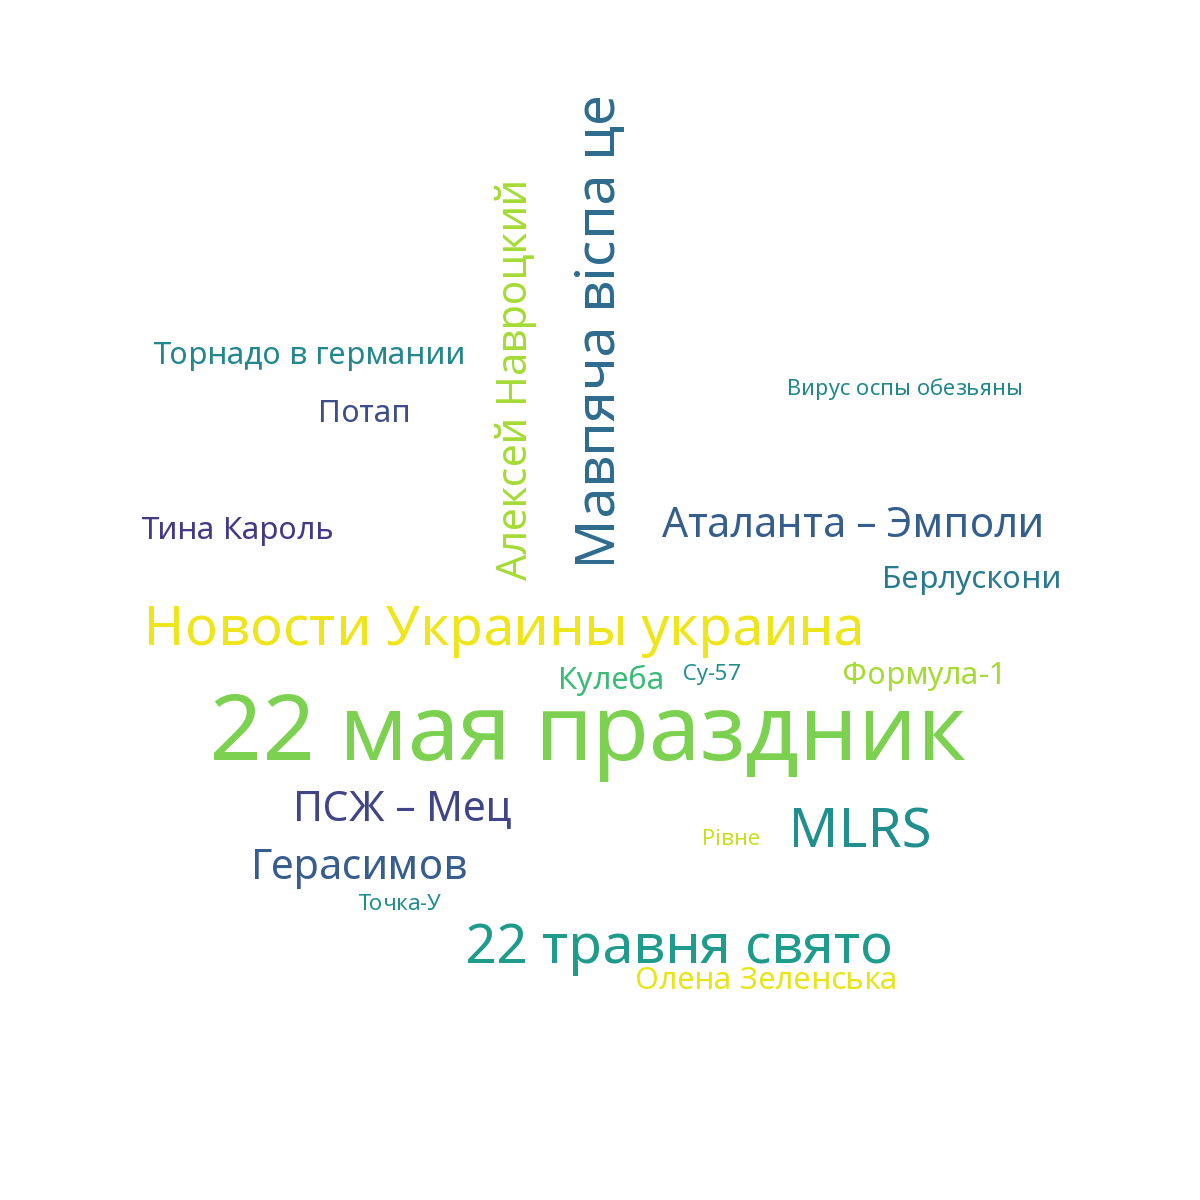 Мавпяча віспа це
Алексей Навроцкий
Торнадо в германии
Вирус оспы обезьяны
Потап
Тина Кароль
Аталанта – Эмполи
Берлускони
Новости Украины украина
Кулеба
Су-57
Формула-1
22 мая праздник
ПСЖ – Мец
MLRS
Рівне
Герасимов
Точка-У
22 травня свято
Олена Зеленська